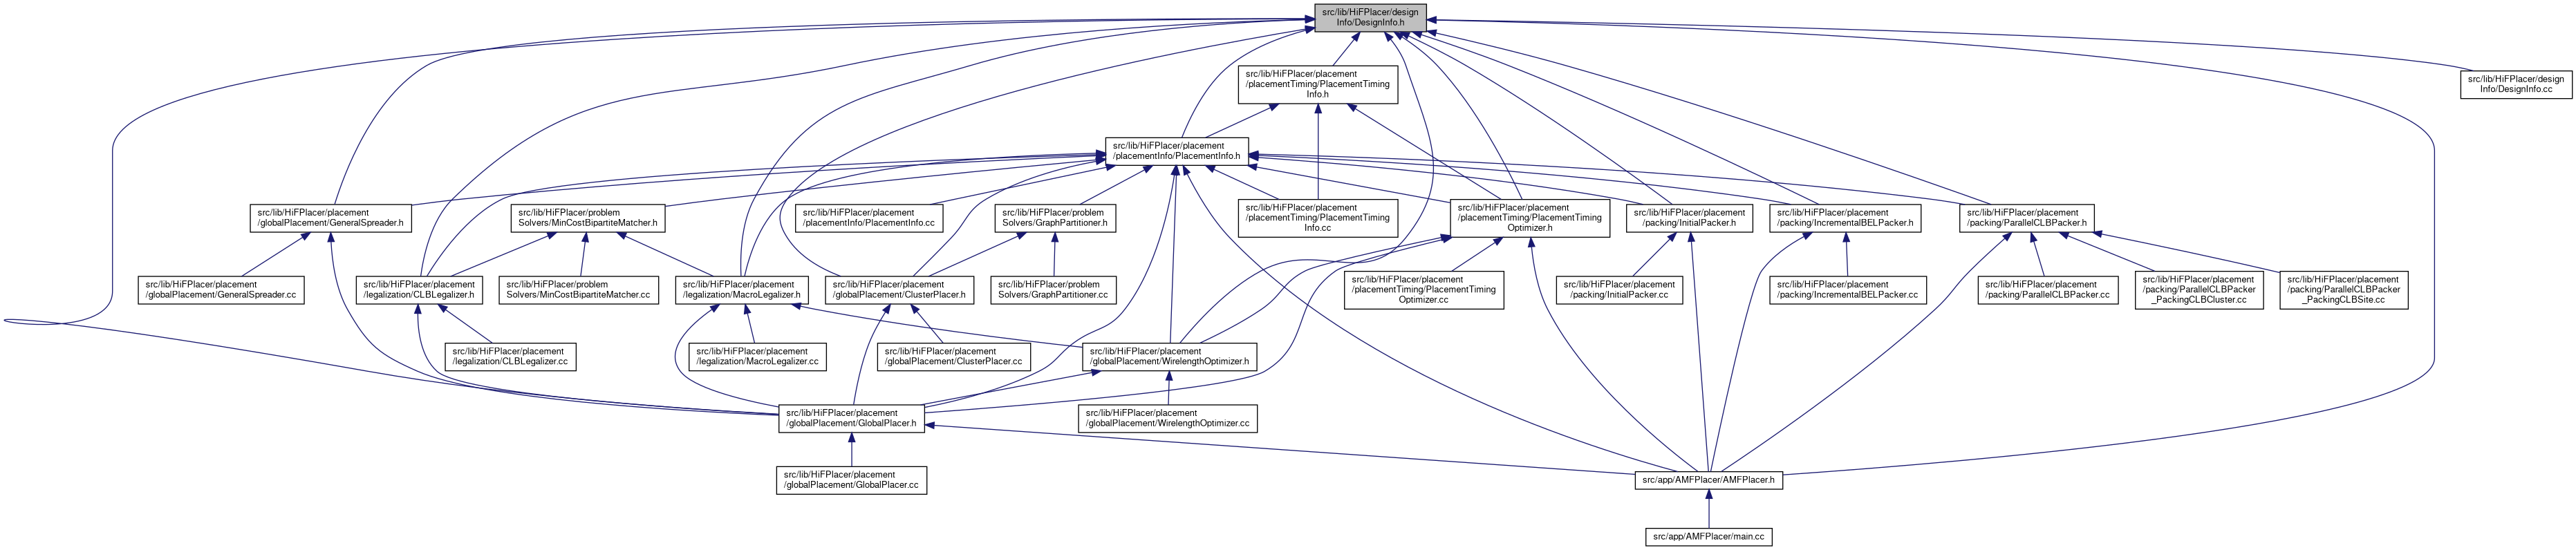 src/lib/HiFPlacer/design
Info/DesignInfo.h
src/lib/HiFPlacer/placement
/placementTiming/PlacementTiming
Info.h
src/lib/HiFPlacer/design
Info/DesignInfo.cc
src/lib/HiFPlacer/placement
/placementInfo/PlacementInfo.h
src/lib/HiFPlacer/placement
/globalPlacement/GeneralSpreader.h
src/lib/HiFPlacer/problem
Solvers/MinCostBipartiteMatcher.h
src/lib/HiFPlacer/placement
/placementInfo/PlacementInfo.cc
src/lib/HiFPlacer/problem
Solvers/GraphPartitioner.h
src/lib/HiFPlacer/placement
/placementTiming/PlacementTiming
Info.cc
src/lib/HiFPlacer/placement
/placementTiming/PlacementTiming
Optimizer.h
src/lib/HiFPlacer/placement
/packing/InitialPacker.h
src/lib/HiFPlacer/placement
/packing/IncrementalBELPacker.h
src/lib/HiFPlacer/placement
/packing/ParallelCLBPacker.h
src/lib/HiFPlacer/placement
/globalPlacement/GeneralSpreader.cc
src/lib/HiFPlacer/placement
/legalization/CLBLegalizer.h
src/lib/HiFPlacer/problem
Solvers/MinCostBipartiteMatcher.cc
src/lib/HiFPlacer/placement
/legalization/MacroLegalizer.h
src/lib/HiFPlacer/placement
/globalPlacement/ClusterPlacer.h
src/lib/HiFPlacer/problem
Solvers/GraphPartitioner.cc
src/lib/HiFPlacer/placement
/placementTiming/PlacementTiming
Optimizer.cc
src/lib/HiFPlacer/placement
/packing/InitialPacker.cc
src/lib/HiFPlacer/placement
/packing/IncrementalBELPacker.cc
src/lib/HiFPlacer/placement
/packing/ParallelCLBPacker.cc
src/lib/HiFPlacer/placement
/packing/ParallelCLBPacker
_PackingCLBCluster.cc
src/lib/HiFPlacer/placement
/packing/ParallelCLBPacker
_PackingCLBSite.cc
src/lib/HiFPlacer/placement
/legalization/CLBLegalizer.cc
src/lib/HiFPlacer/placement
/legalization/MacroLegalizer.cc
src/lib/HiFPlacer/placement
/globalPlacement/ClusterPlacer.cc
src/lib/HiFPlacer/placement
/globalPlacement/WirelengthOptimizer.h
src/lib/HiFPlacer/placement
/globalPlacement/GlobalPlacer.h
src/lib/HiFPlacer/placement
/globalPlacement/WirelengthOptimizer.cc
src/lib/HiFPlacer/placement
/globalPlacement/GlobalPlacer.cc
src/app/AMFPlacer/AMFPlacer.h
src/app/AMFPlacer/main.cc